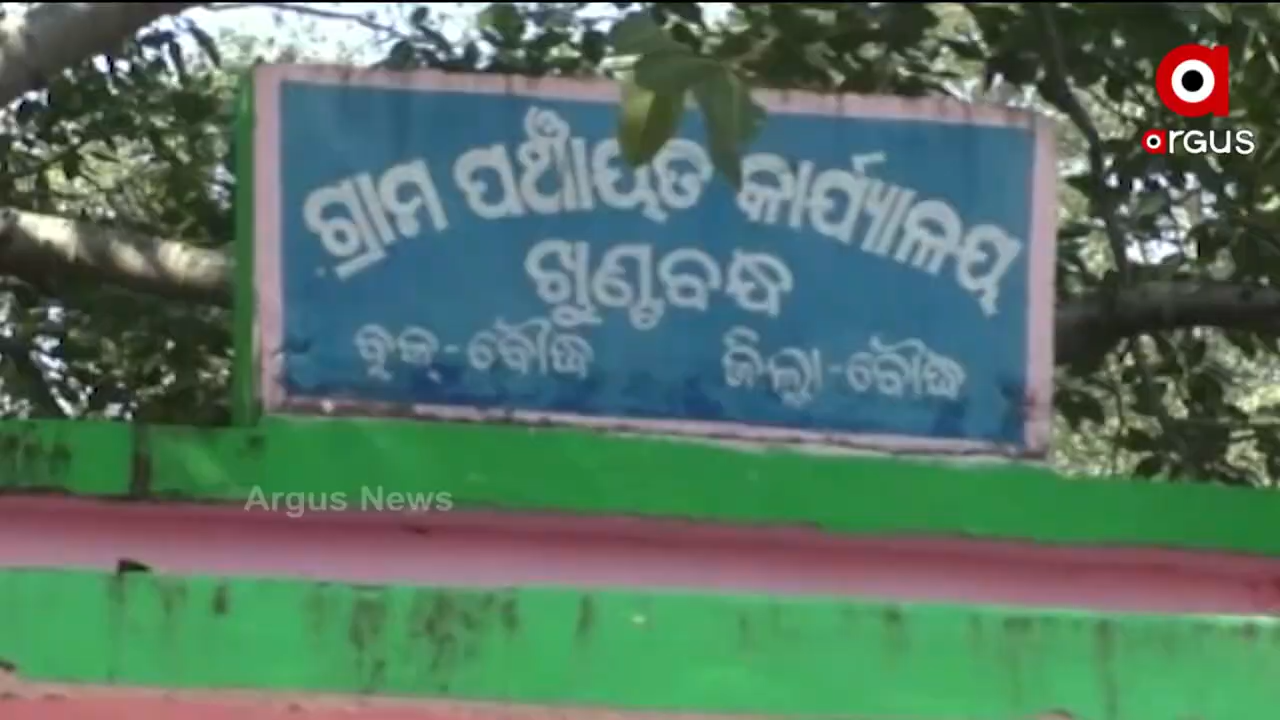 argus
ଗ୍ରାମ ପଞ୍ଚାୟତ କାର୍ଯ୍ୟାଳୟ
ଖୁଣ୍ଟବନ୍ଧ
ବ୍ଲକ୍ - ବୌଦ୍ଧ ଜିଲ୍ଲା - ବୌଦ୍ଧ
Argus News